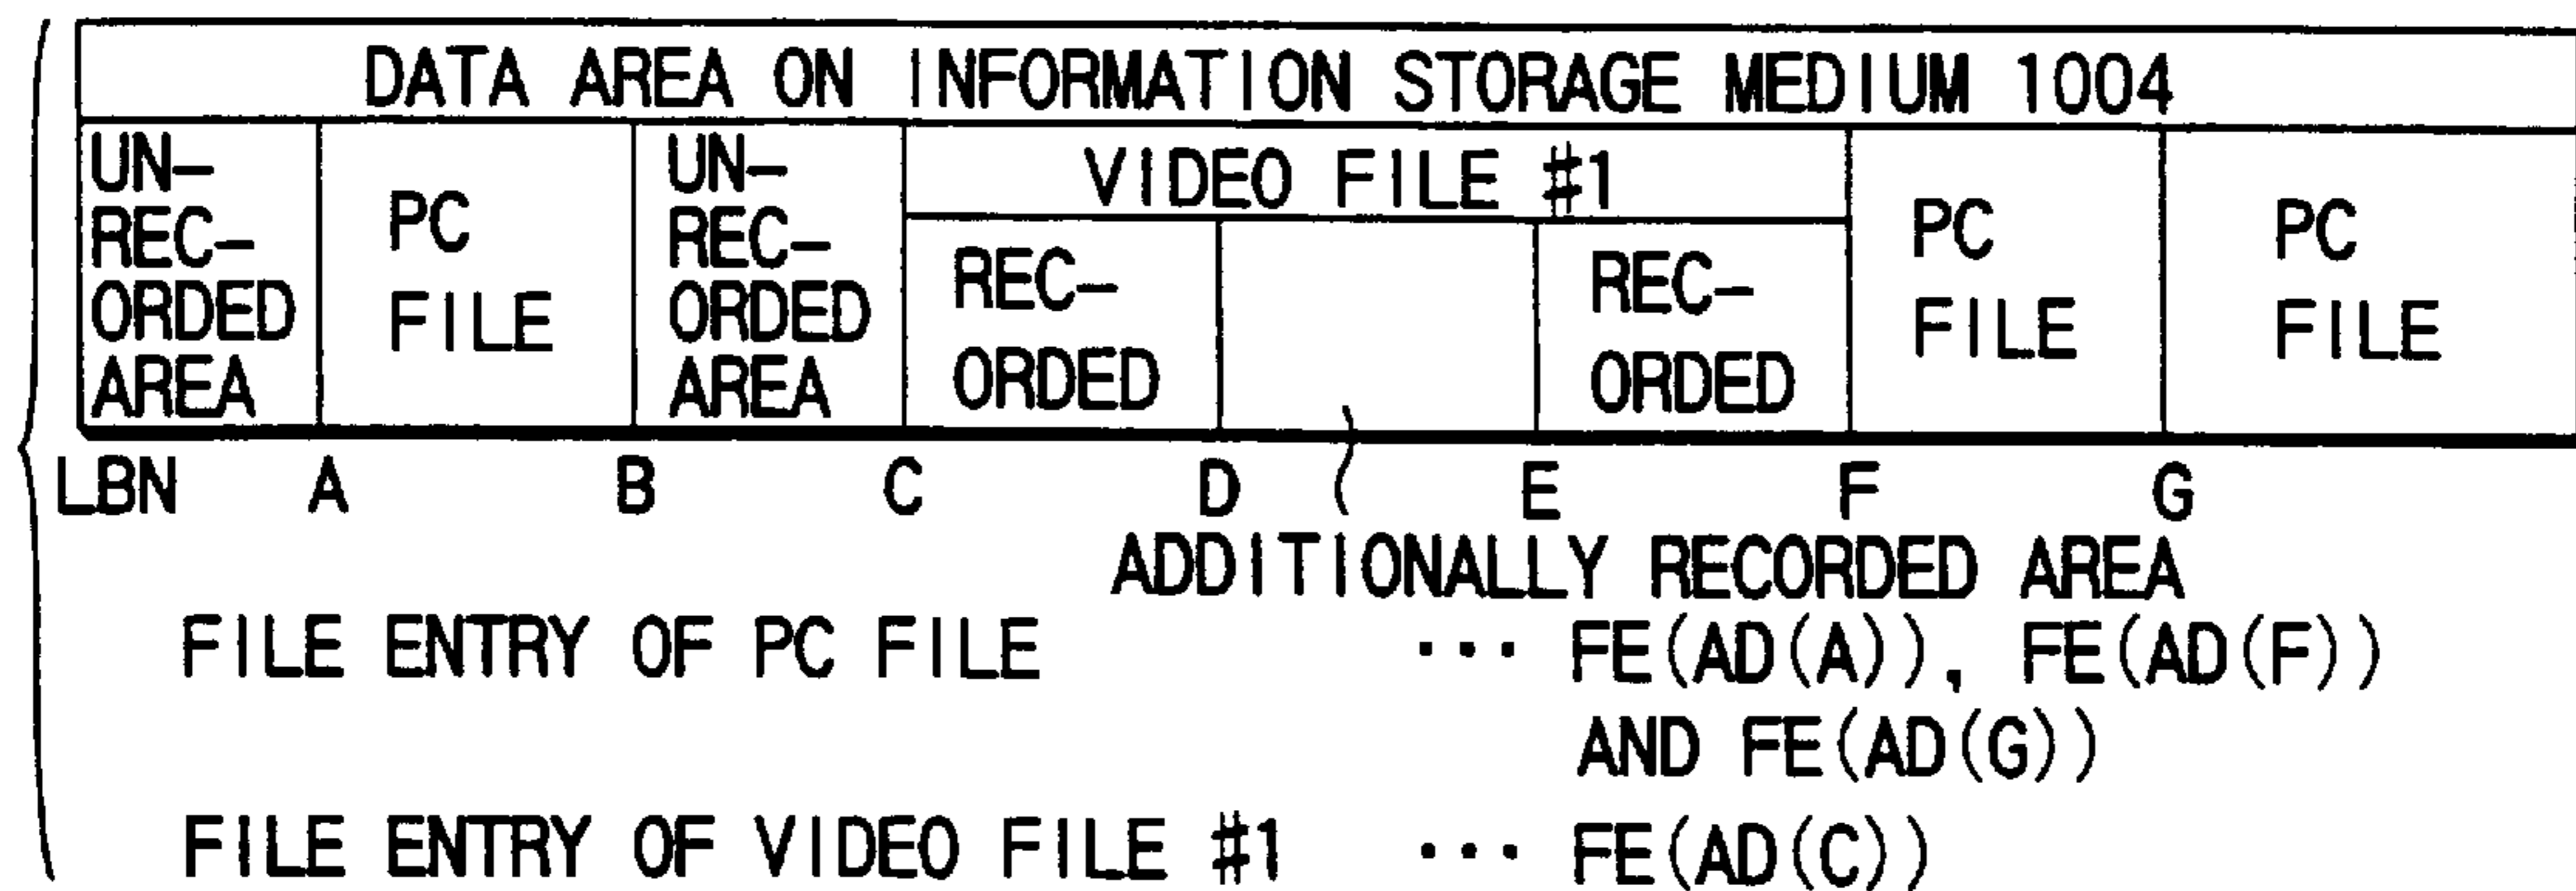 DATA AREA ON INFORMATION STORAGE MEDIUM 1004
UN-
REC-
ORDED
AREA
PC
FILE
UN-
REC-
ORDED
AREA
VIDEO FILE #1
REC-
ORDED
REC-
ORDED
PC
FILE
PC
FILE
LBN A B C D E F G
ADDITIONALLY RECORDED AREA
FILE ENTRY OF PC FILE ··· FE(AD(A)), FE(AD(F))
AND FE(AD(G))
FILE ENTRY OF VIDEO FILE #1 ··· FE(AD(C))